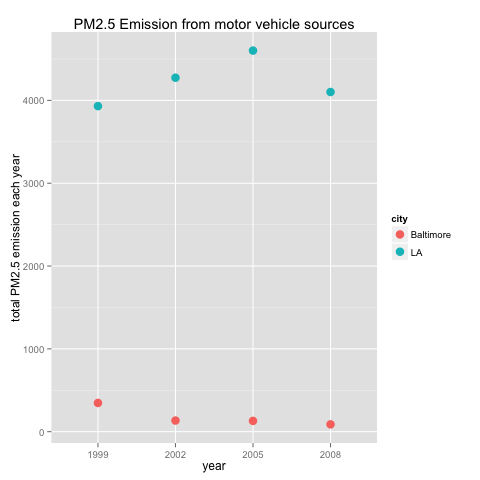 PM2.5 Emission from motor vehicle sources
total PM2.5 emission each year
4000
3000
2000
1000
0
1999 2002 2005 2008
year
city
Baltimore
LA